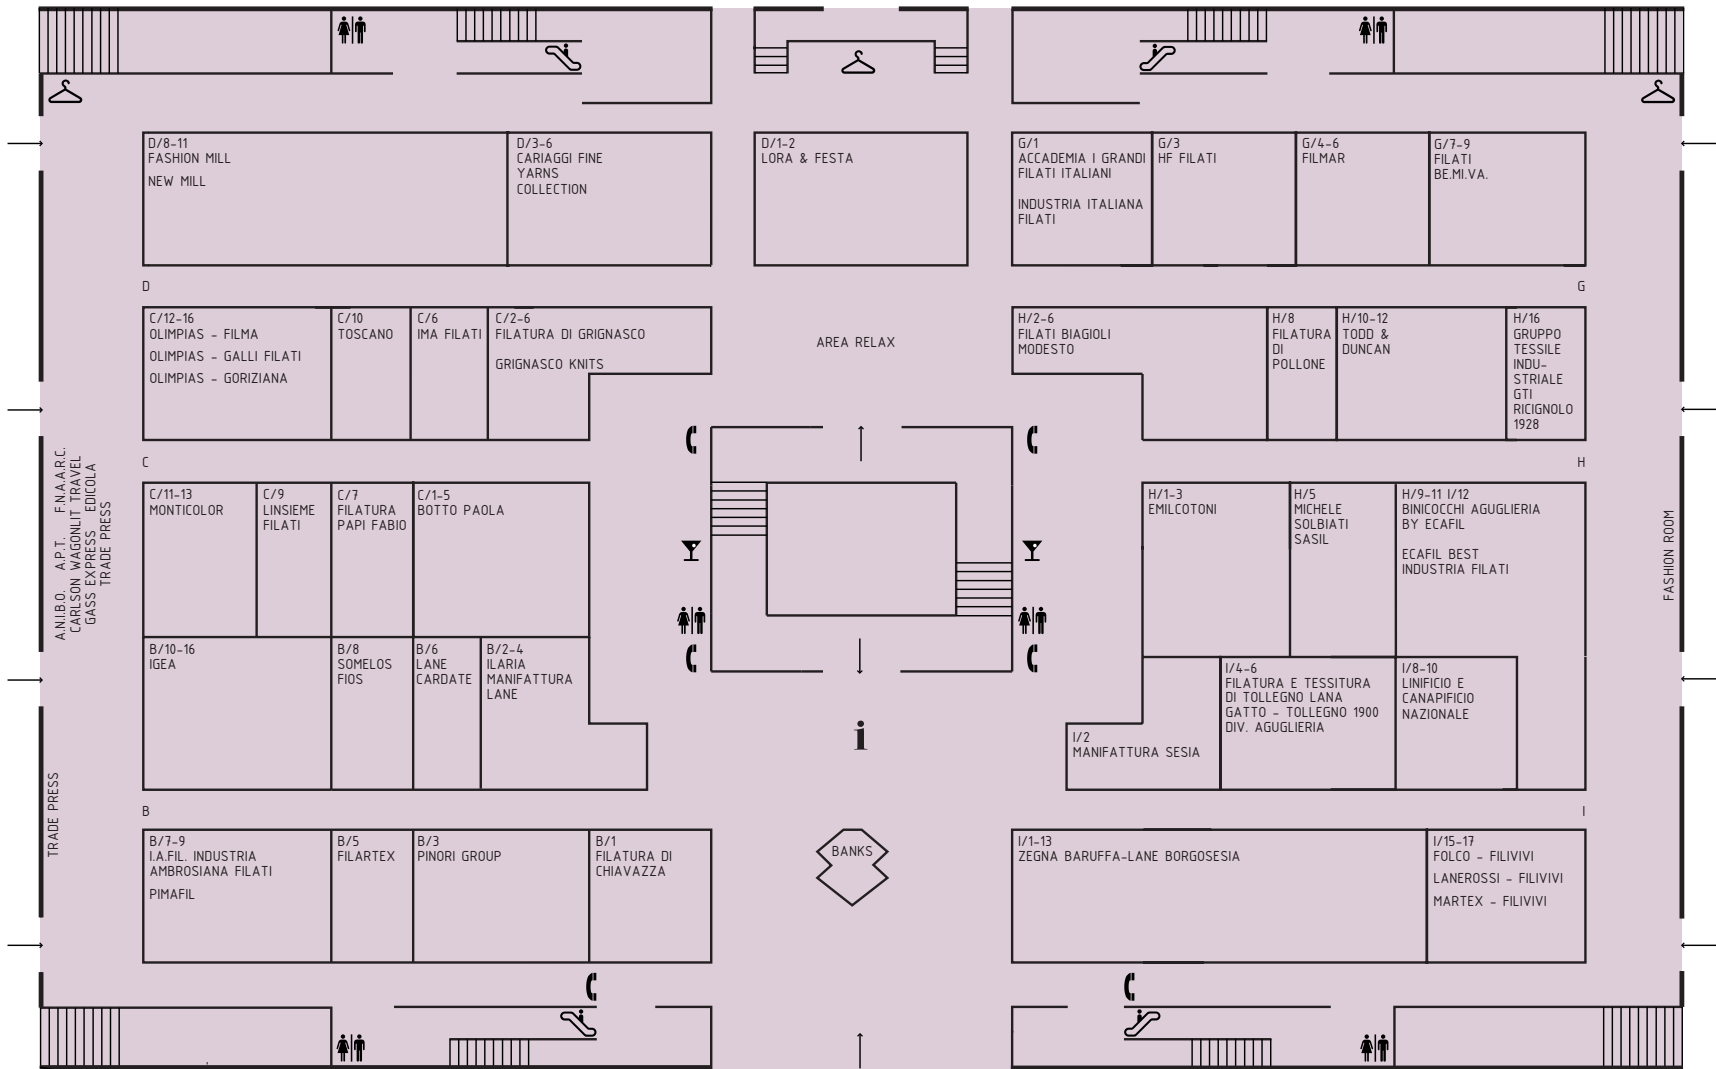 D/8-11
FASHION MILL
NEW MILL
D/3-6
CARIAGGI FINE
YARNS
COLLECTION
D/1-2
LORA & FESTA
G/1
ACCADEMIA I GRANDI
FILATI ITALIANI
INDUSTRIA ITALIANA
FILATI
G/3
HF FILATI
G/4-6
FILMAR
G/7-9
FILATI
BE.MI.VA.
D
G
C/12-16
OLIMPIAS - FILMA
OLIMPIAS - GALLI FILATI
OLIMPIAS - GORIZIANA
C/10
TOSCANO
C/6
IMA FILATI
C/2-6
FILATURA DI GRIGNASCO
GRIGNASCO KNITS
AREA RELAX
H/2-6
FILATI BIAGIOLI
MODESTO
H/8
FILATURA
DI
POLLONE
H/10-12
TODD &
DUNCAN
H/16
GRUPPO
TESSILE
INDU-
STRIALE
GTI
RICIGNOLO
1928
C
H
A.N.I.B.O. A.P.T. F.N.A.A.R.C.
CARLSON WAGONLIT TRAVEL
GASS EXPRESS EDICOLA
TRADE PRESS
C/11-13
MONTICOLOR
C/9
LINSIEME
FILATI
C/7
FILATURA
PAPI FABIO
C/1-5
BOTTO PAOLA
H/1-3
EMILCOTONI
H/5
MICHELE
SOLBIATI
SASIL
H/9-11 I/12
BINICOCCHI AGUGLIERIA
BY ECAFIL
ECAFIL BEST
INDUSTRIA FILATI
FASHION ROOM
B/10-16
IGEA
B/8
SOMELOS
FIOS
B/6
LANE
CARDATE
B/2-4
ILARIA
MANIFATTURA
LANE
i
I/2
MANIFATTURA SESIA
I/4-6
FILATURA E TESSITURA
DI TOLLEGNO LANA
GATTO - TOLLEGNO 1900
DIV. AGUGLIERIA
I/8-10
LINIFICIO E
CANAPIFICIO
NAZIONALE
TRADE PRESS
B
I
B/7-9
I.A.FIL. INDUSTRIA
AMBROSIANA FILATI
PIMAFIL
B/5
FILARTEX
B/3
PINORI GROUP
B/1
FILATURA DI
CHIAVAZZA
BANKS
I/1-13
ZEGNA BARUFFA-LANE BORGOSESIA
I/15-17
FOLCO - FILIVIVI
LANEROSSI - FILIVIVI
MARTEX - FILIVIVI